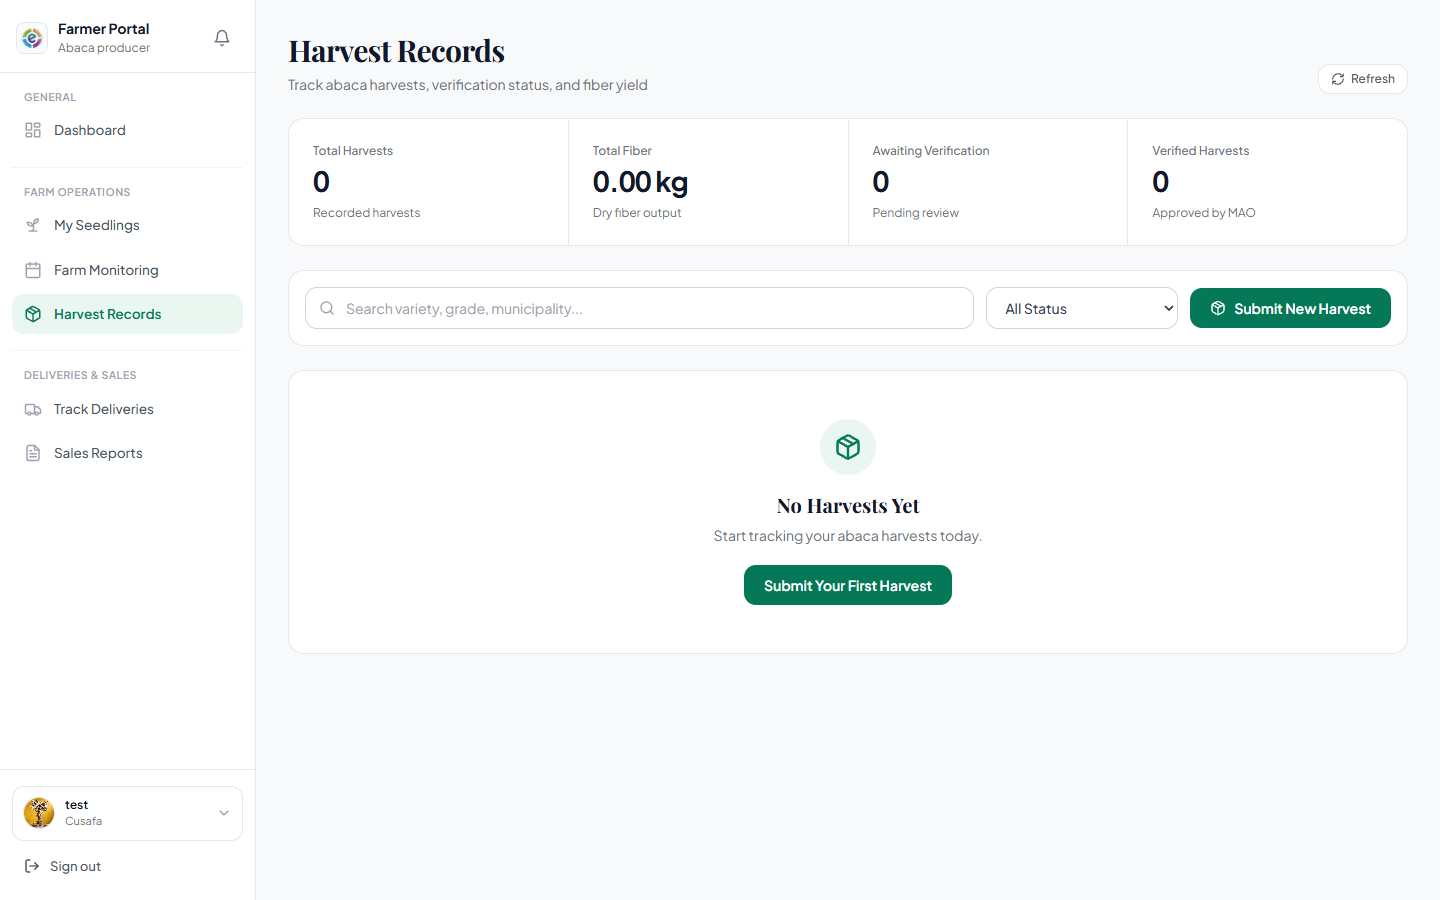 Farmer Portal
Abaca producer
GENERAL
Dashboard
FARM OPERATIONS
My Seedlings
Farm Monitoring
Harvest Records
DELIVERIES & SALES
Track Deliveries
Sales Reports
test
Cusafa
Sign out
Harvest Records
Track abaca harvests, verification status, and fiber yield
Refresh
Total Harvests
0
Recorded harvests
Total Fiber
0.00 kg
Dry fiber output
Awaiting Verification
0
Pending review
Verified Harvests
0
Approved by MAO
Search variety, grade, municipality...
All Status
Submit New Harvest
No Harvests Yet
Start tracking your abaca harvests today.
Submit Your First Harvest